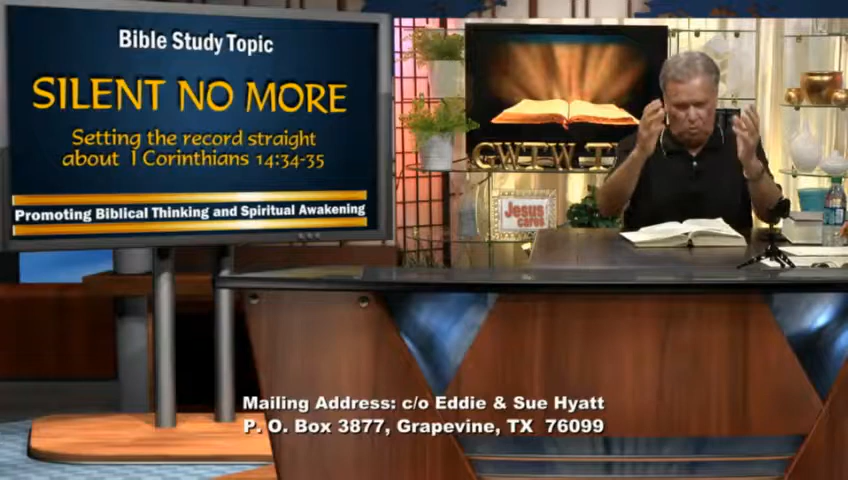 Bible Study Topic
SILENT NO MORE
Setting the record straight
about 1 Corinthians 14:34-35
Promoting Biblical Thinking and Spiritual Awakening
GWTW T
Jesus
cares
Mailing Address: c/o Eddie & Sue Hyatt
P. O. Box 3877, Grapevine, TX 76099